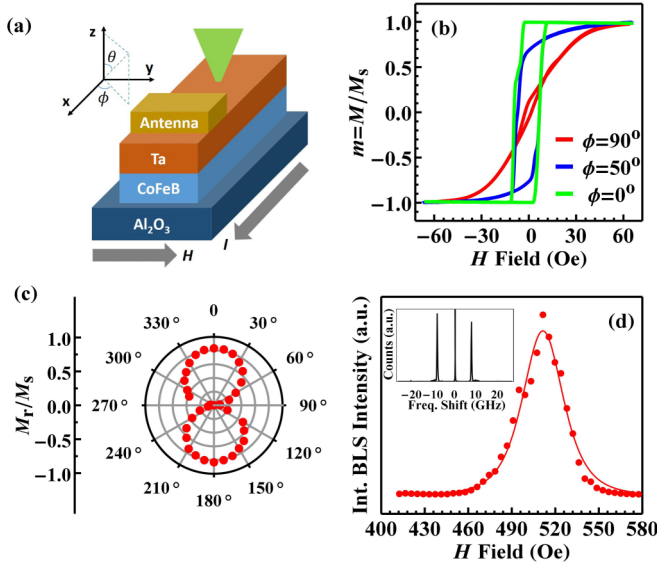 (a)
z
θ
y
x
ϕ
Antenna
Ta
CoFeB
Al₂O₃
H
I
(b)
m=M/Mₛ
1.0
0.5
0.0
−0.5
−1.0
ϕ=90°
ϕ=50°
ϕ=0°
−60 −30 0 30 60
H Field (Oe)
(c)
Mᵣ/Mₛ
1.0
0.5
0.0
−0.5
−1.0
0
30°
60°
90°
120°
150°
180°
210°
240°
270°
300°
330°
(d)
Int. BLS Intensity (a.u.)
Counts (a.u.)
−20 −10 0 10 20
Freq. Shift (GHz)
400 430 460 490 520 550 580
H Field (Oe)